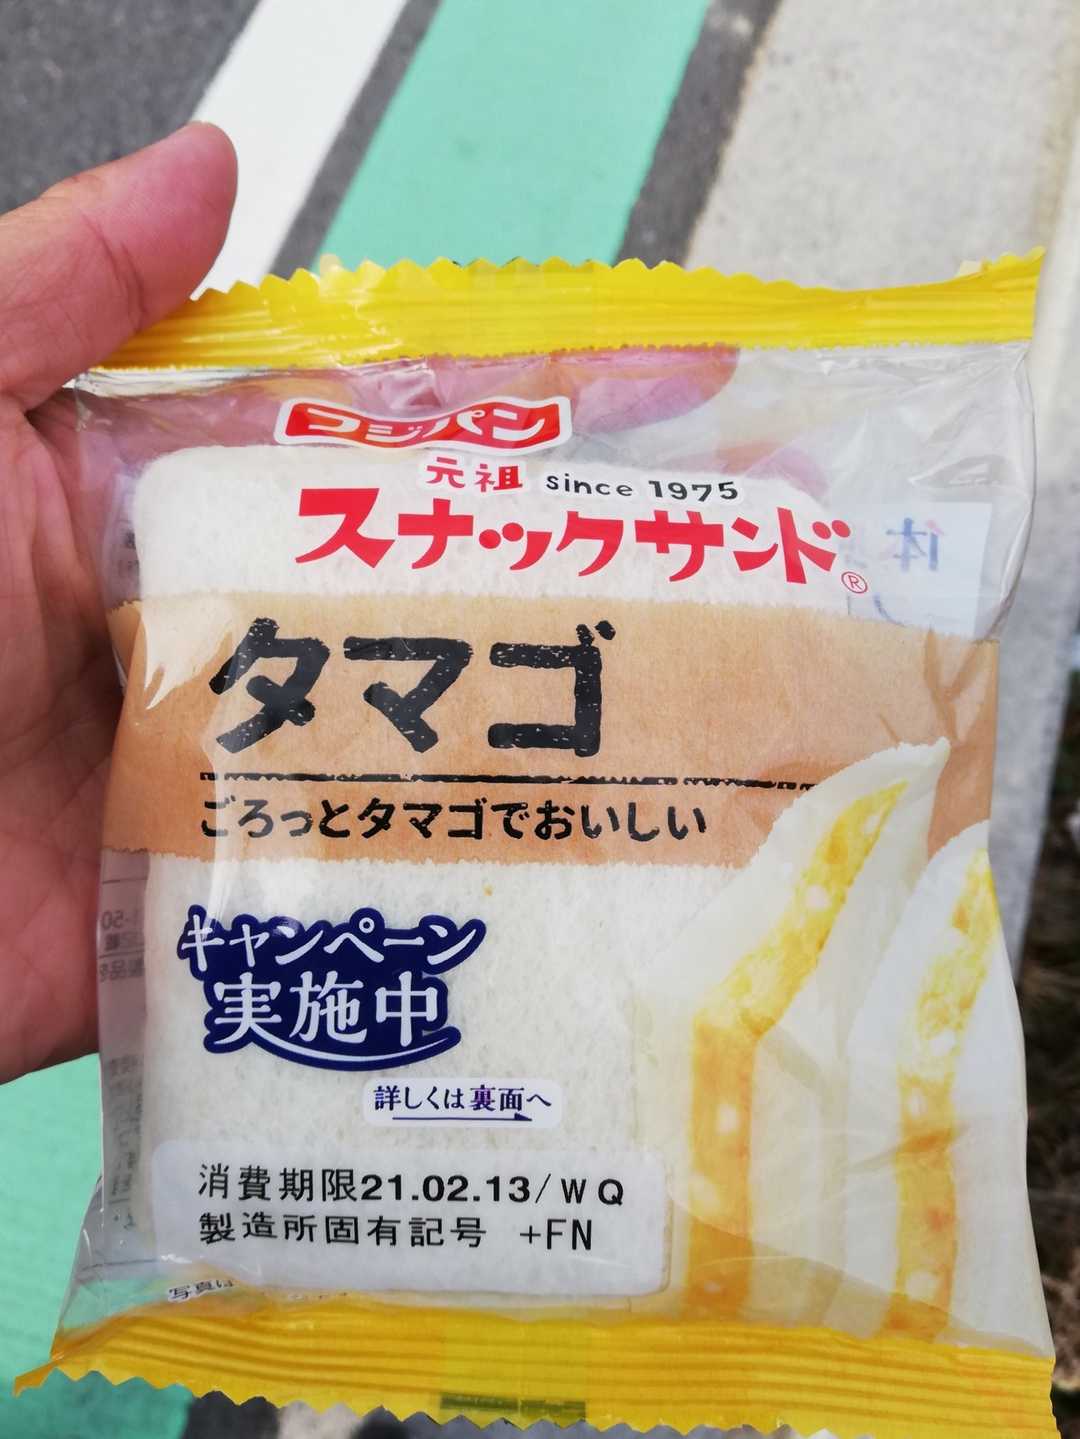 フジパン
元祖 since 1975
スナックサンド®
タマゴ
ごろっとタマゴでおいしい
キャンペーン
実施中
詳しくは裏面へ
消費期限21.02.13/WQ
製造所固有記号 +FN
写真は